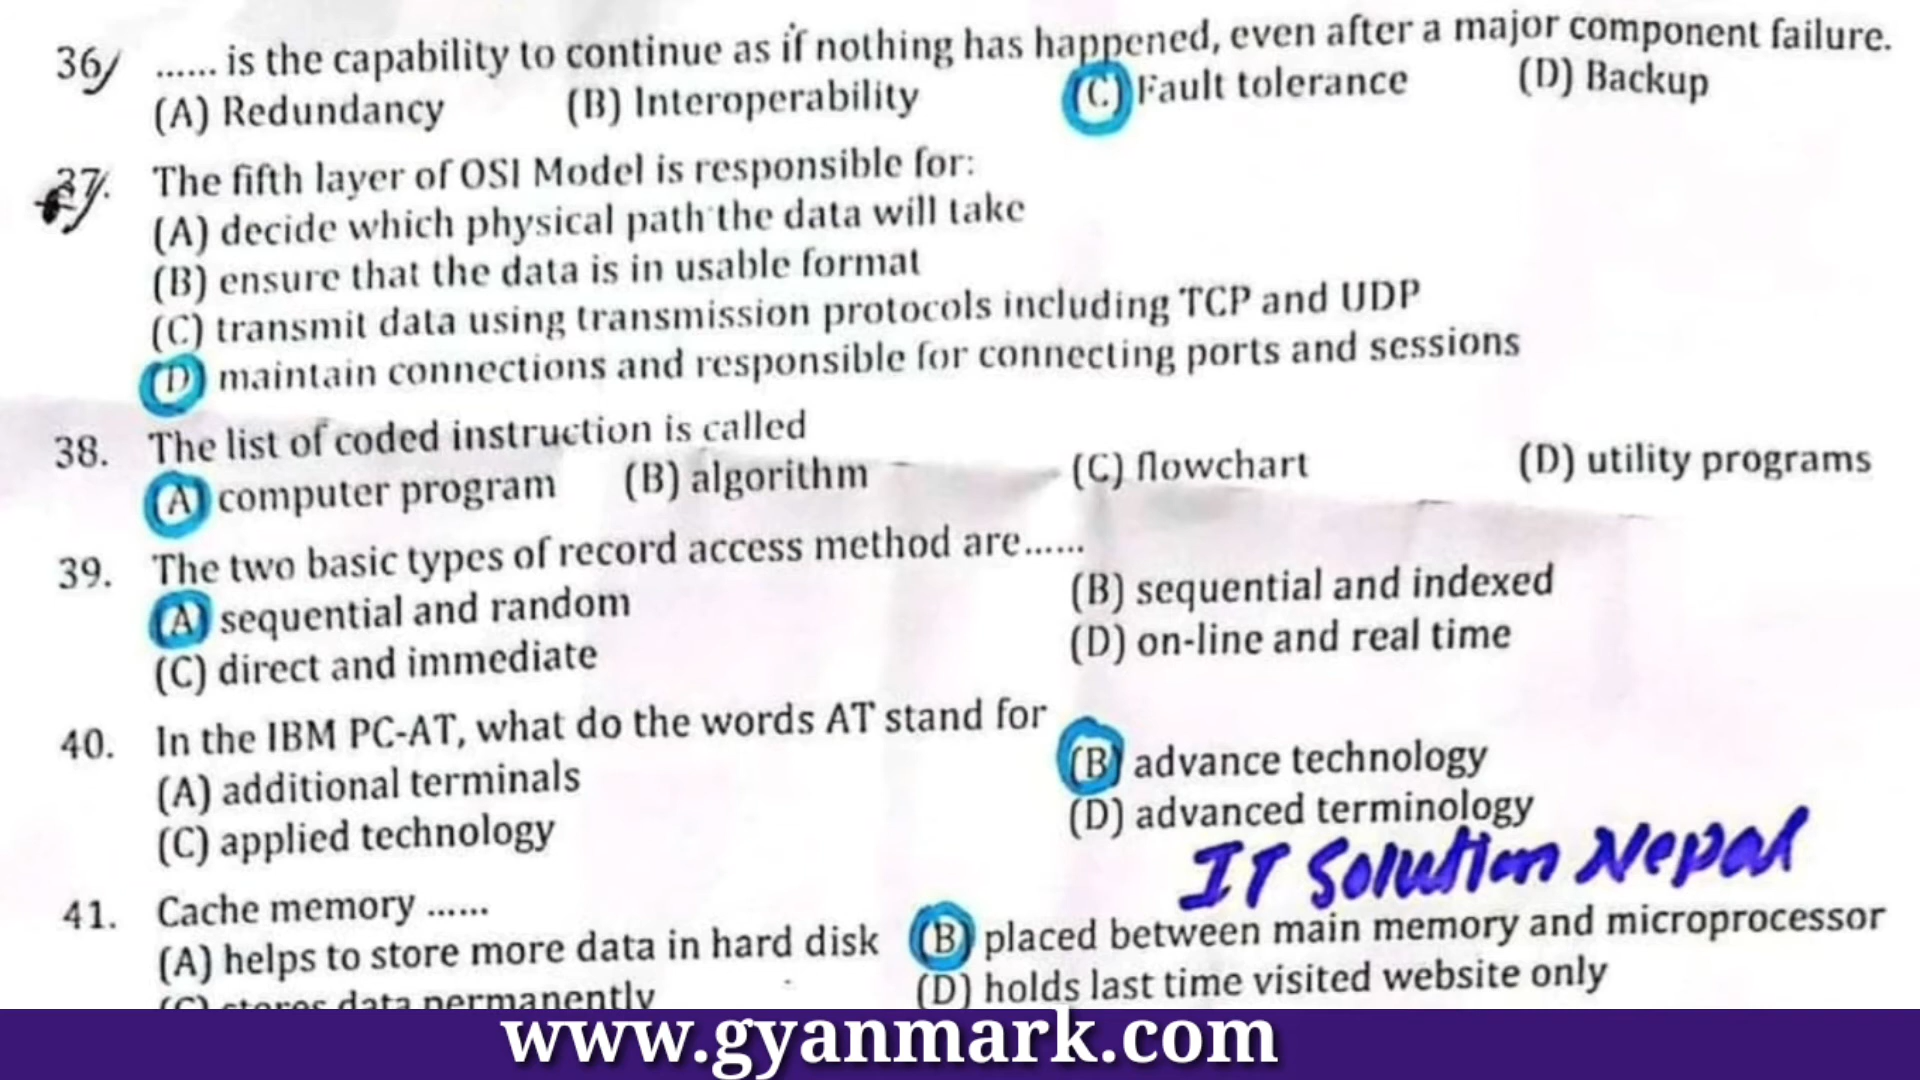 36. ...... is the capability to continue as if nothing has happened, even after a major component failure.
(A) Redundancy (B) Interoperability (C) Fault tolerance (D) Backup
37. The fifth layer of OSI Model is responsible for:
(A) decide which physical path the data will take
(B) ensure that the data is in usable format
(C) transmit data using transmission protocols including TCP and UDP
(D) maintain connections and responsible for connecting ports and sessions
38. The list of coded instruction is called
(A) computer program (B) algorithm (C) flowchart (D) utility programs
39. The two basic types of record access method are......
(A) sequential and random (B) sequential and indexed
(C) direct and immediate (D) on-line and real time
40. In the IBM PC-AT, what do the words AT stand for
(A) additional terminals (B) advance technology
(C) applied technology (D) advanced terminology
IT Solution Nepal
41. Cache memory ......
(A) helps to store more data in hard disk (B) placed between main memory and microprocessor
(C) stores data permanently (D) holds last time visited website only
www.gyanmark.com